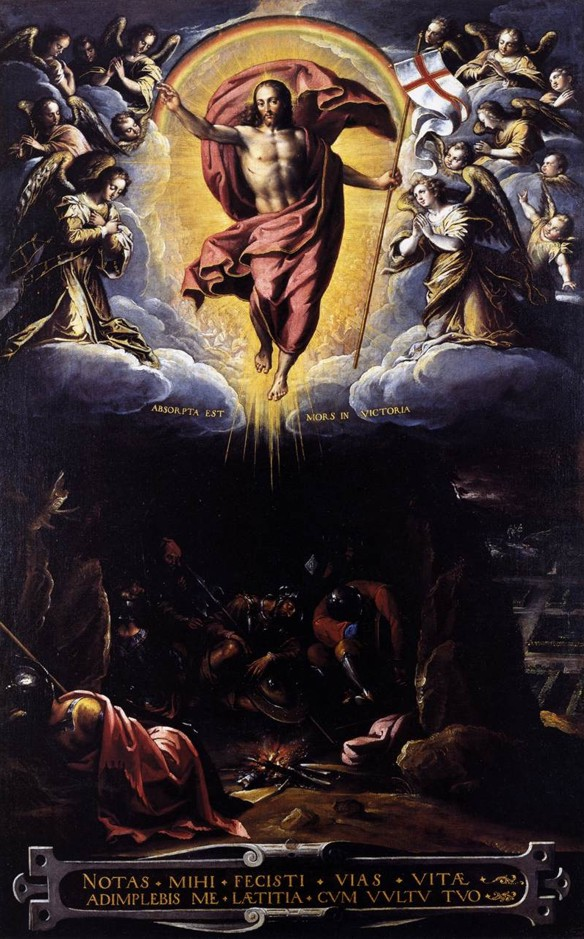 ABSORPTA EST MORS IN VICTORIA
NOTAS · MIHI · FECISTI · VIAS · VITÆ
ADIMPLEBIS ME · LÆTITIA · CVM VVLTV TVO